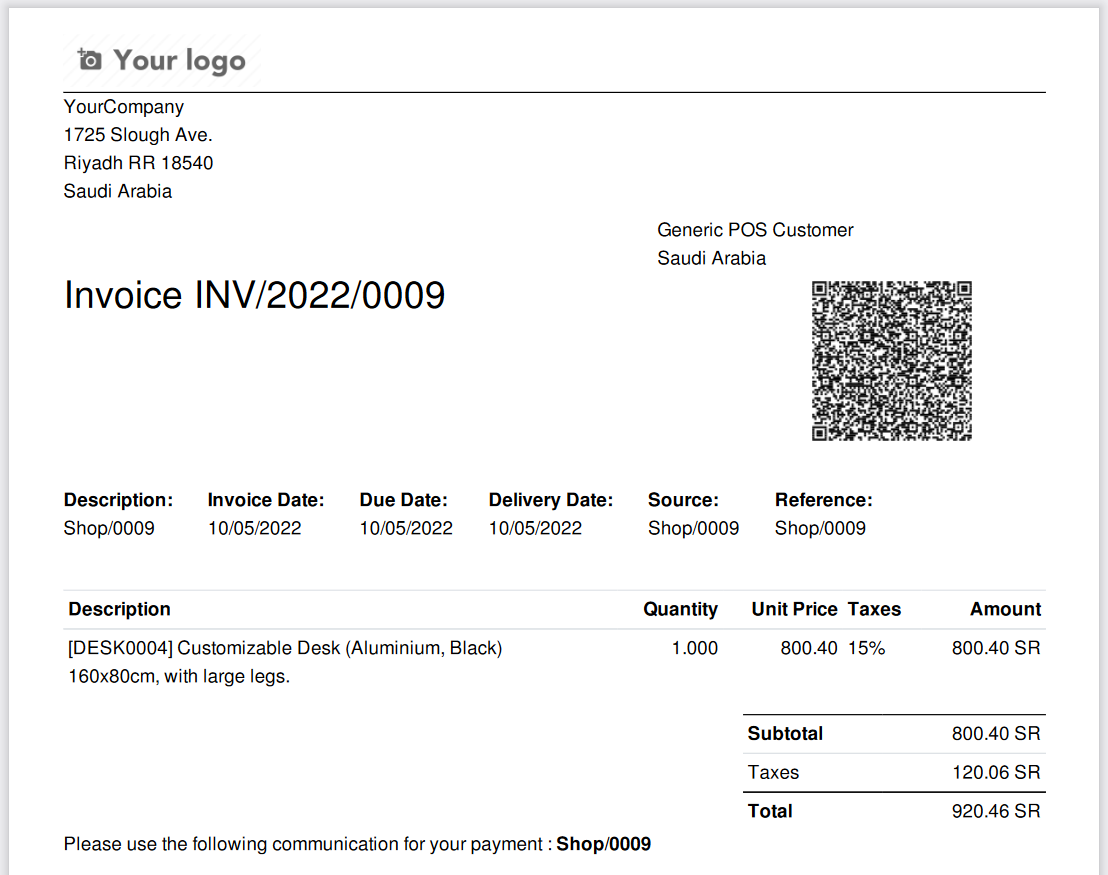 Your logo
YourCompany
1725 Slough Ave.
Riyadh RR 18540
Saudi Arabia
Generic POS Customer
Saudi Arabia
Invoice INV/2022/0009
Description: Invoice Date: Due Date: Delivery Date: Source: Reference:
Shop/0009 10/05/2022 10/05/2022 10/05/2022 Shop/0009 Shop/0009
Description Quantity Unit Price Taxes Amount
[DESK0004] Customizable Desk (Aluminium, Black) 1.000 800.40 15% 800.40 SR
160x80cm, with large legs.
Subtotal 800.40 SR
Taxes 120.06 SR
Total 920.46 SR
Please use the following communication for your payment : Shop/0009